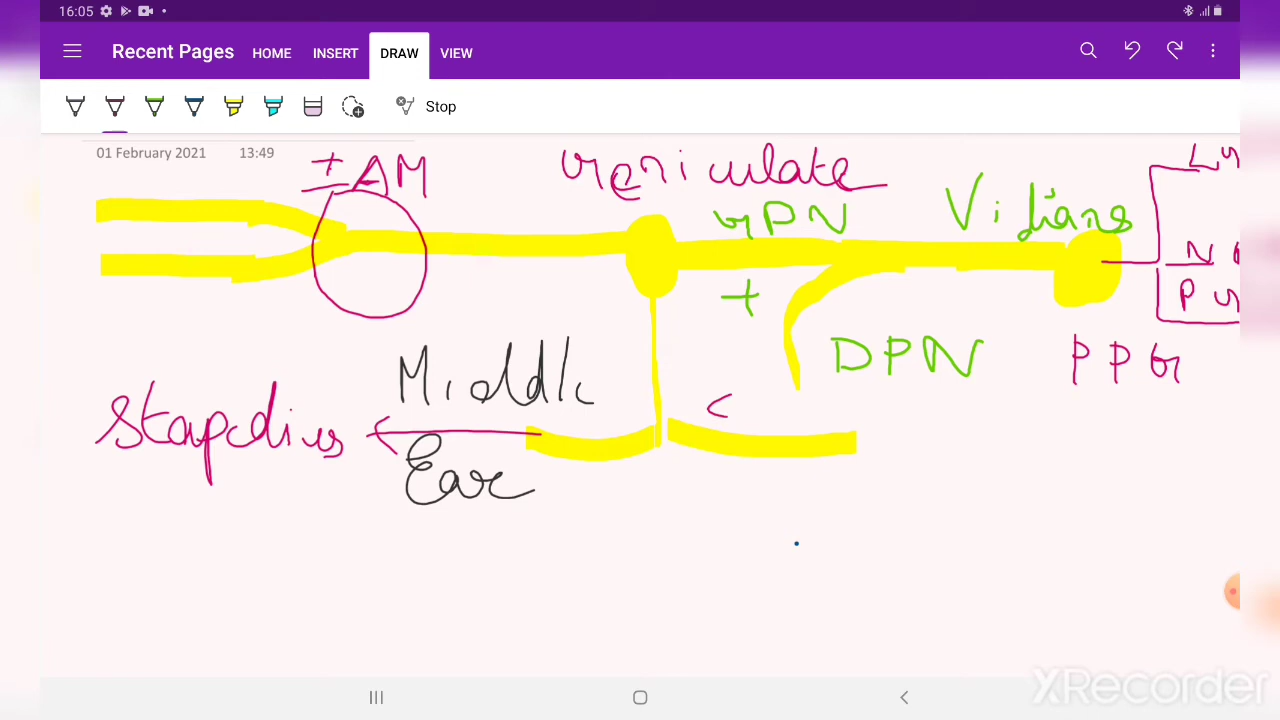 16:05
Recent Pages HOME INSERT DRAW VIEW
Stop
01 February 2021 13:49
IAM
Geniculate
GPN
Vidians
+
DPN
PPG
Middle
Ear
Stapedius
XRecorder